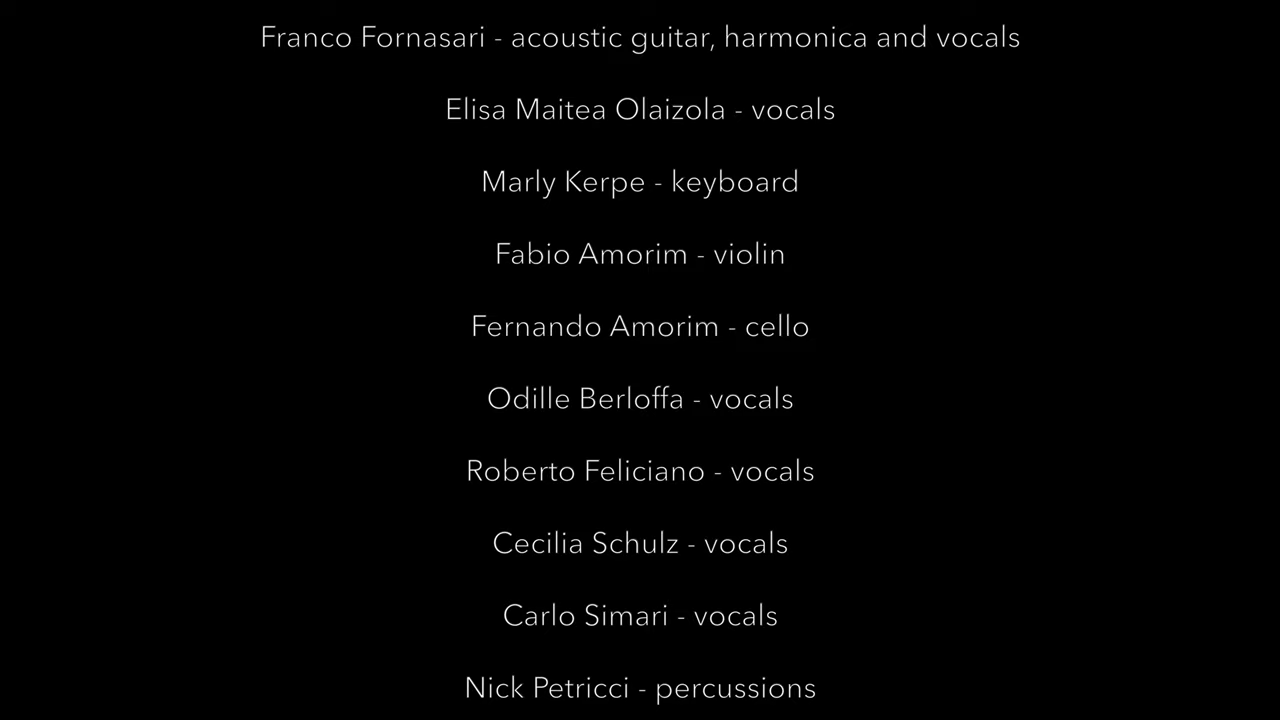 Franco Fornasari - acoustic guitar, harmonica and vocals
Elisa Maitea Olaizola - vocals
Marly Kerpe - keyboard
Fabio Amorim - violin
Fernando Amorim - cello
Odille Berloffa - vocals
Roberto Feliciano - vocals
Cecilia Schulz - vocals
Carlo Simari - vocals
Nick Petricci - percussions